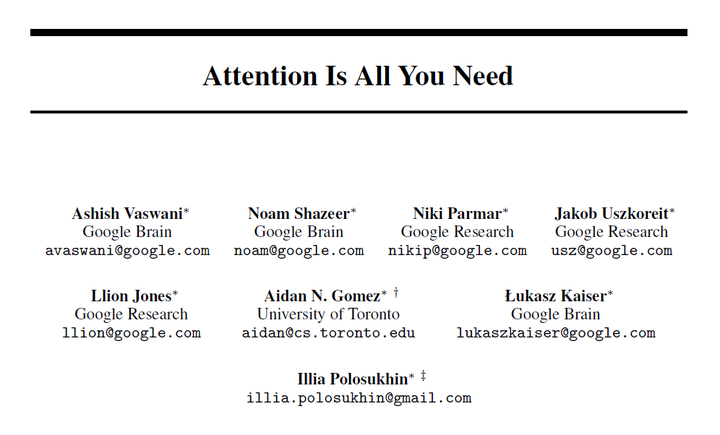 Attention Is All You Need
Ashish Vaswani* Noam Shazeer* Niki Parmar* Jakob Uszkoreit*
Google Brain Google Brain Google Research Google Research
avaswani@google.com noam@google.com nikip@google.com usz@google.com
Llion Jones* Aidan N. Gomez* † Łukasz Kaiser*
Google Research University of Toronto Google Brain
llion@google.com aidan@cs.toronto.edu lukaszkaiser@google.com
Illia Polosukhin* ‡
illia.polosukhin@gmail.com